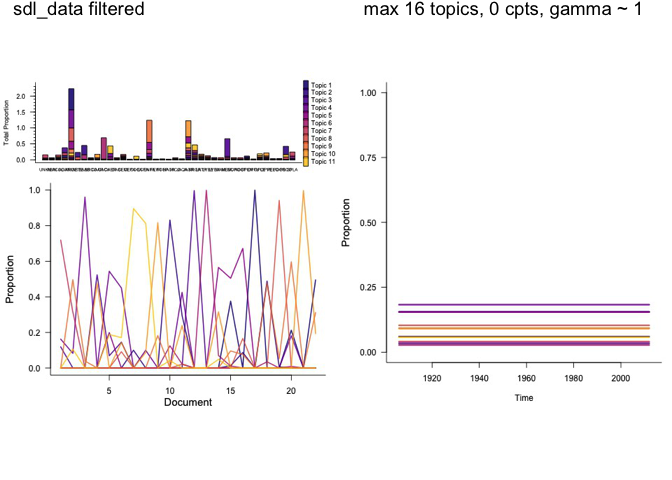 sdl_data filtered
max 16 topics, 0 cpts, gamma ~ 1
Total Proportion
2.0
1.5
1.0
0.5
0.0
Topic 1
Topic 2
Topic 3
Topic 4
Topic 5
Topic 6
Topic 7
Topic 8
Topic 9
Topic 10
Topic 11
Proportion
1.0
0.8
0.6
0.4
0.2
0.0
5 10 15 20
Document
Proportion
1.00
0.75
0.50
0.25
0.00
1920 1940 1960 1980 2000
Time